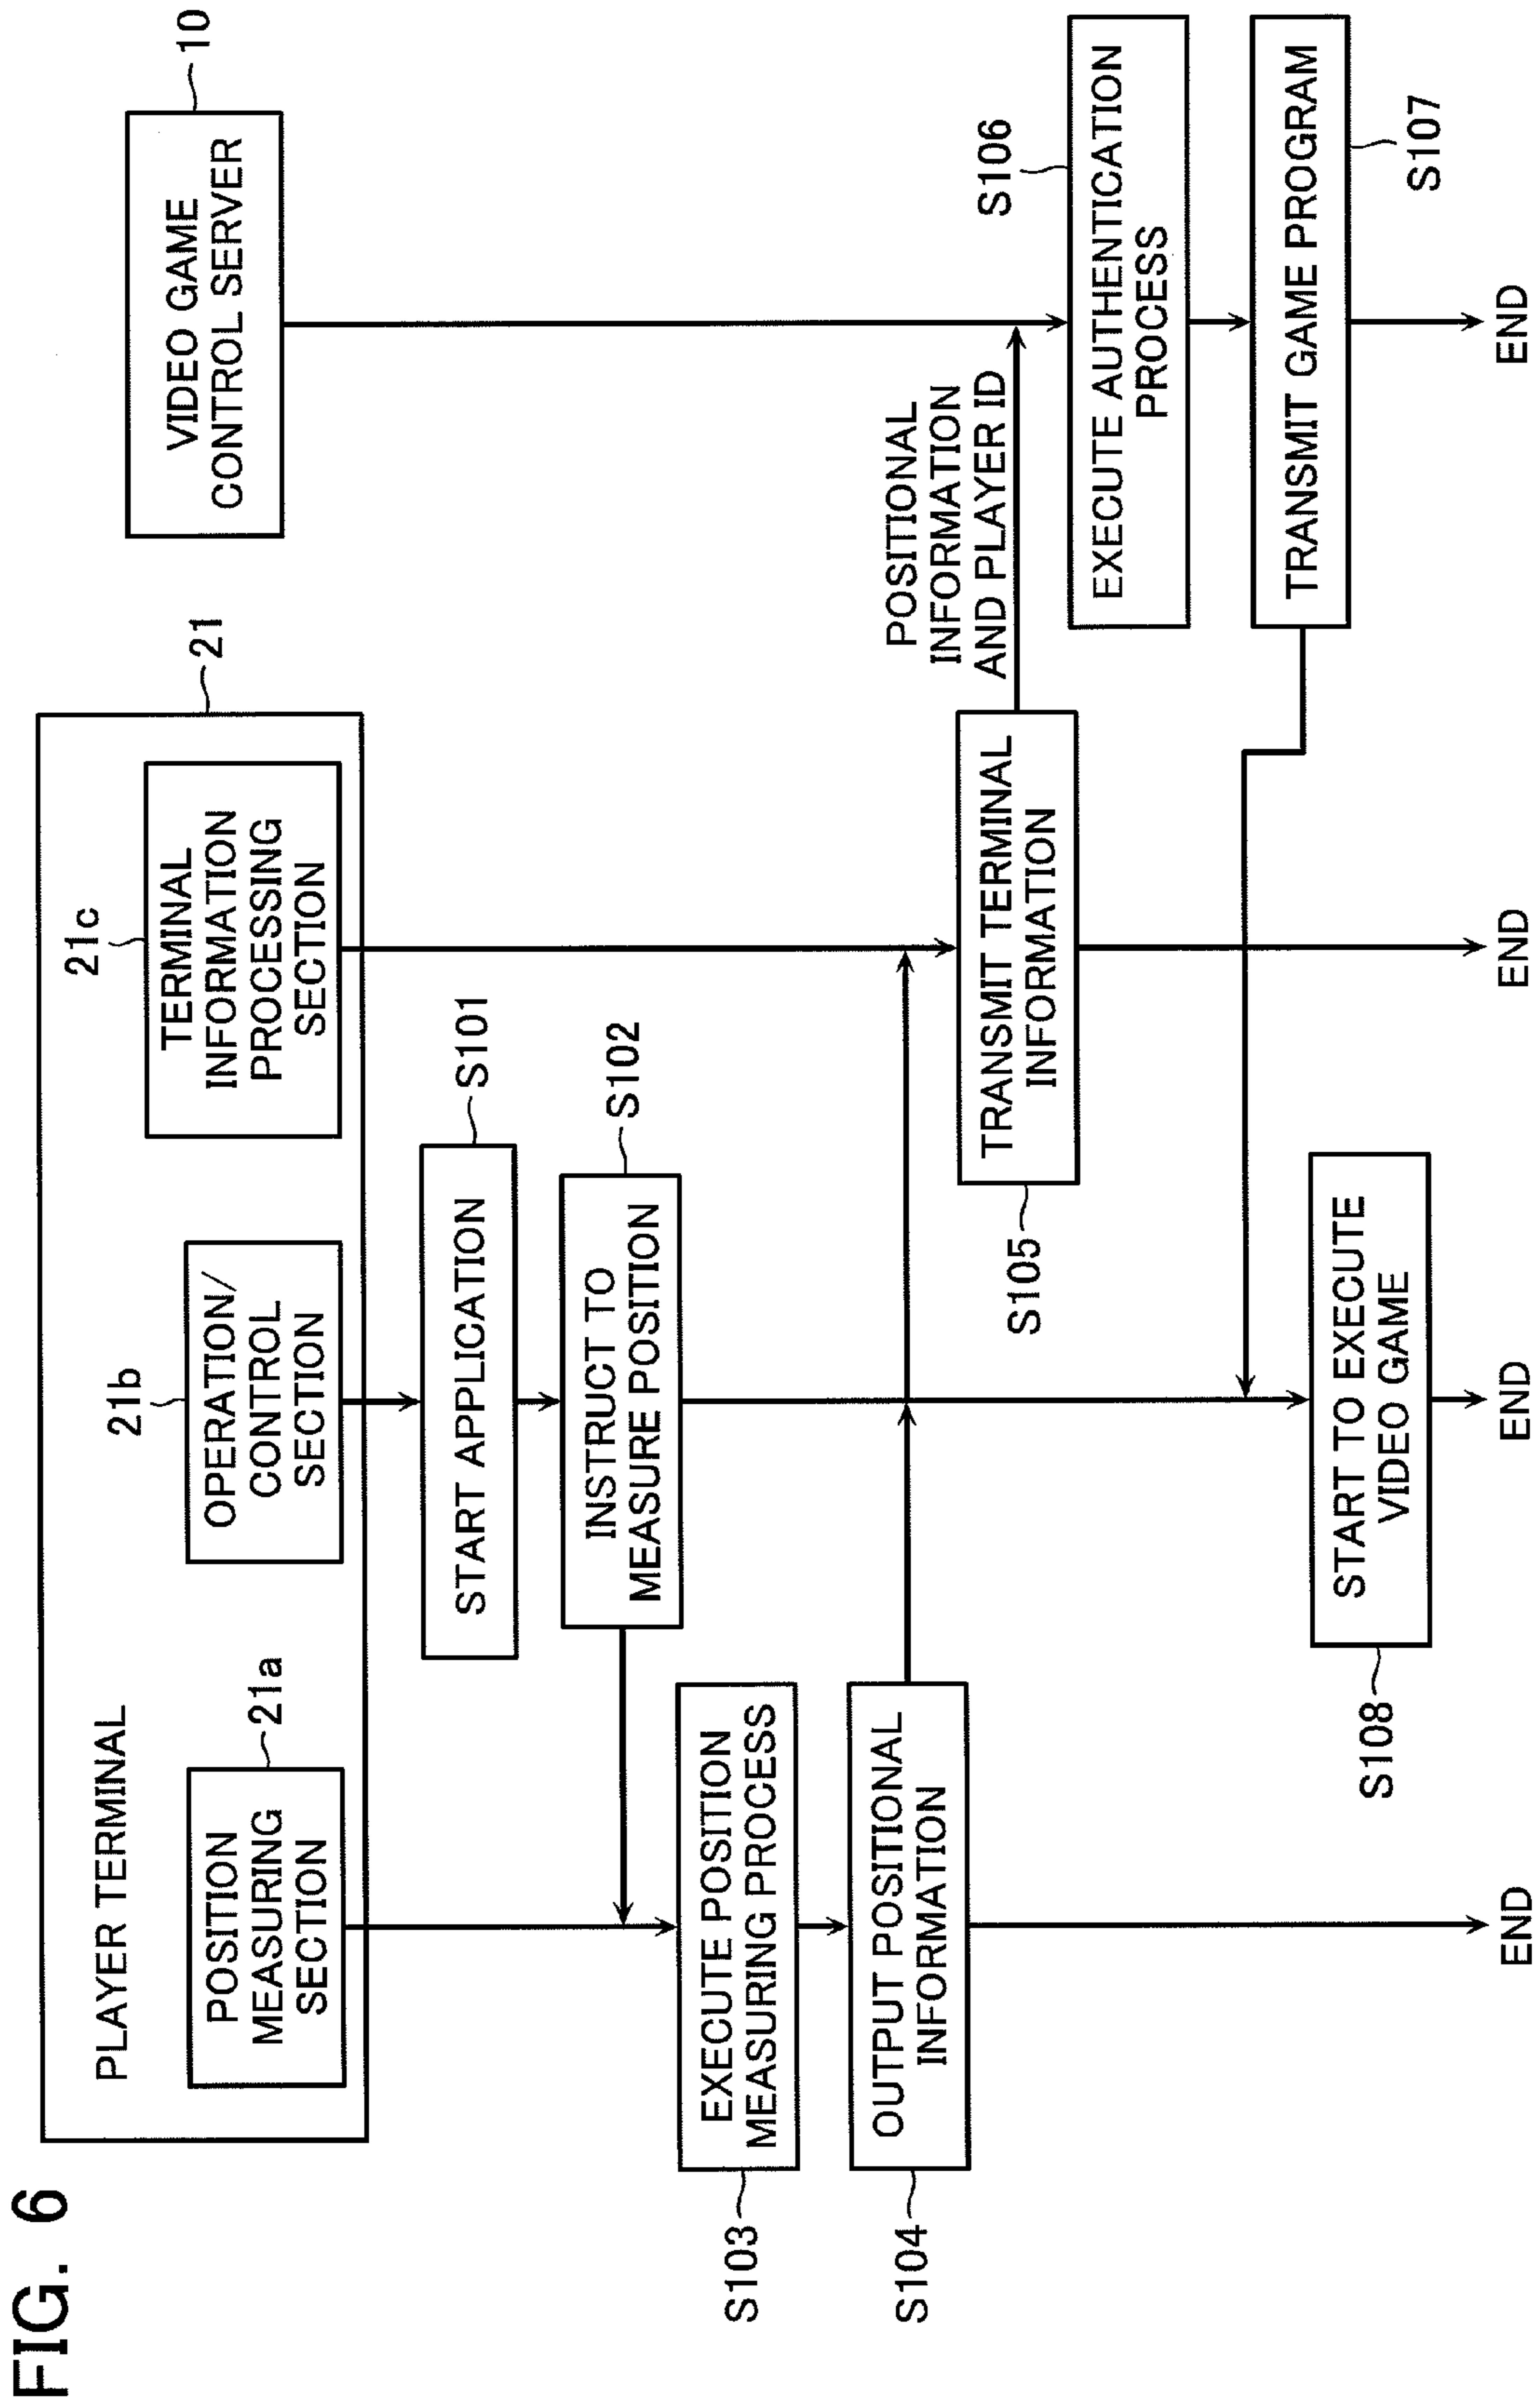 FIG. 6
PLAYER TERMINAL
21
POSITION
MEASURING
SECTION
21a
OPERATION/
CONTROL
SECTION
21b
TERMINAL
INFORMATION
PROCESSING
SECTION
21c
VIDEO GAME
CONTROL SERVER
10
START APPLICATION
S101
INSTRUCT TO
MEASURE POSITION
S102
EXECUTE POSITION
MEASURING PROCESS
S103
OUTPUT POSITIONAL
INFORMATION
S104
TRANSMIT TERMINAL
INFORMATION
S105
POSITIONAL
INFORMATION
AND PLAYER ID
EXECUTE AUTHENTICATION
PROCESS
S106
TRANSMIT GAME PROGRAM
S107
START TO EXECUTE
VIDEO GAME
S108
END
END
END
END